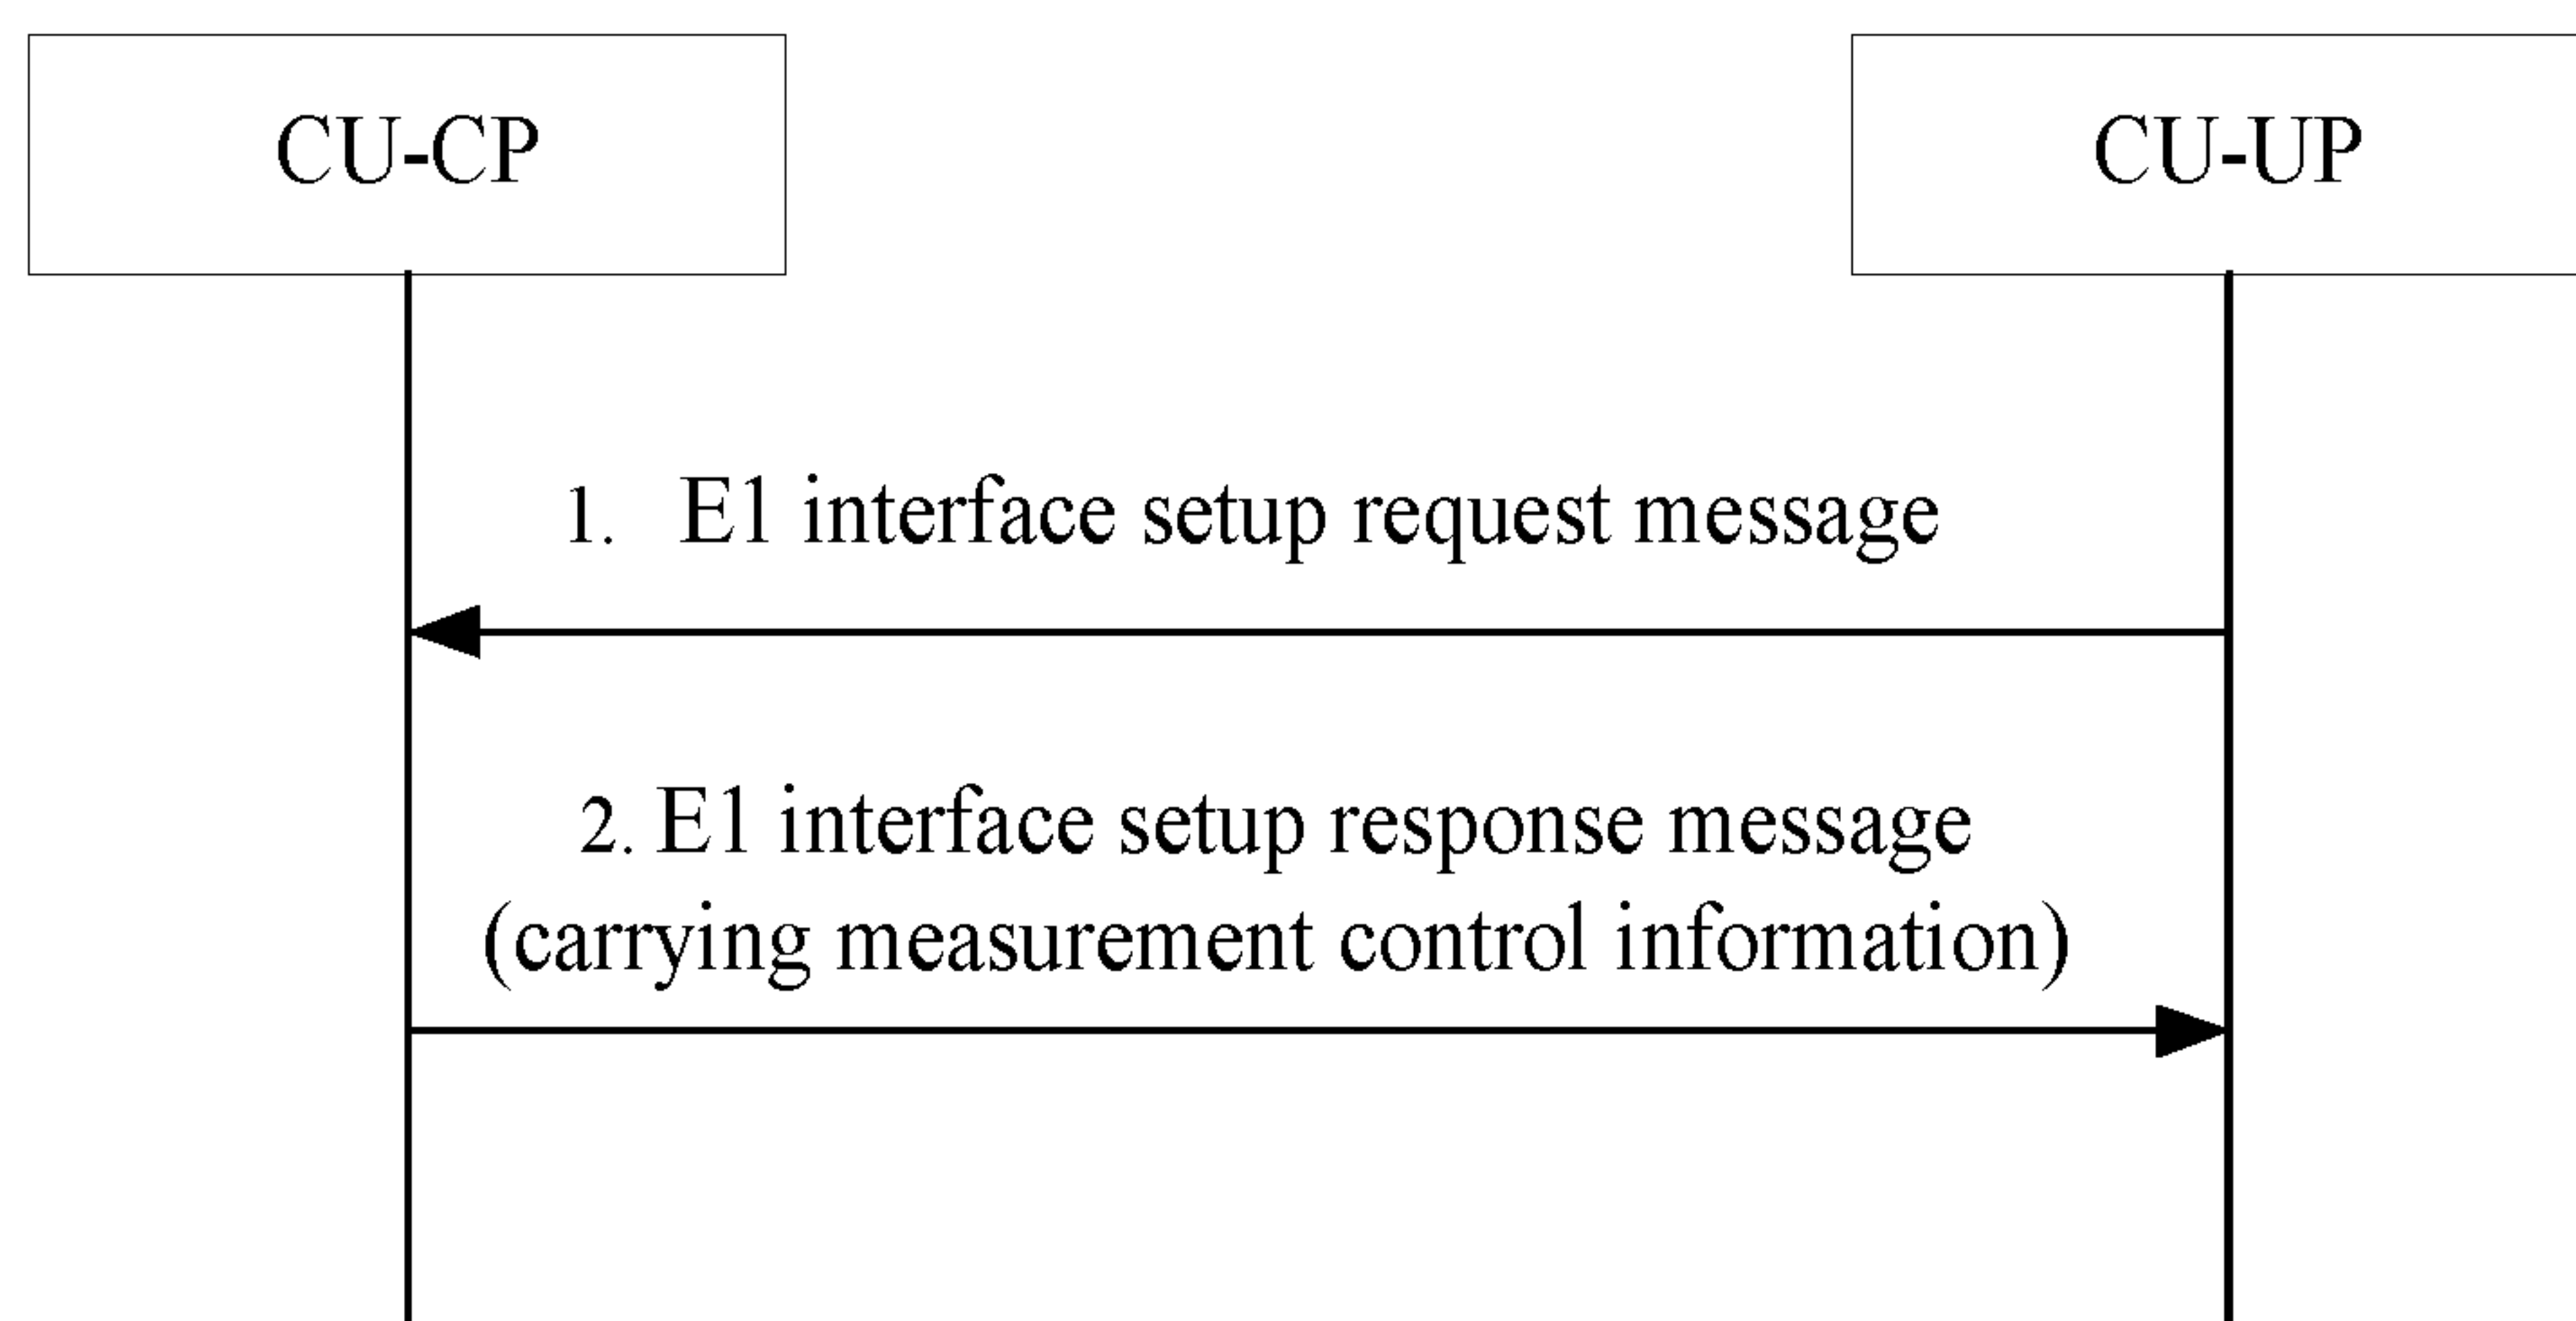 CU-CP
CU-UP
1. E1 interface setup request message
2. E1 interface setup response message
(carrying measurement control information)